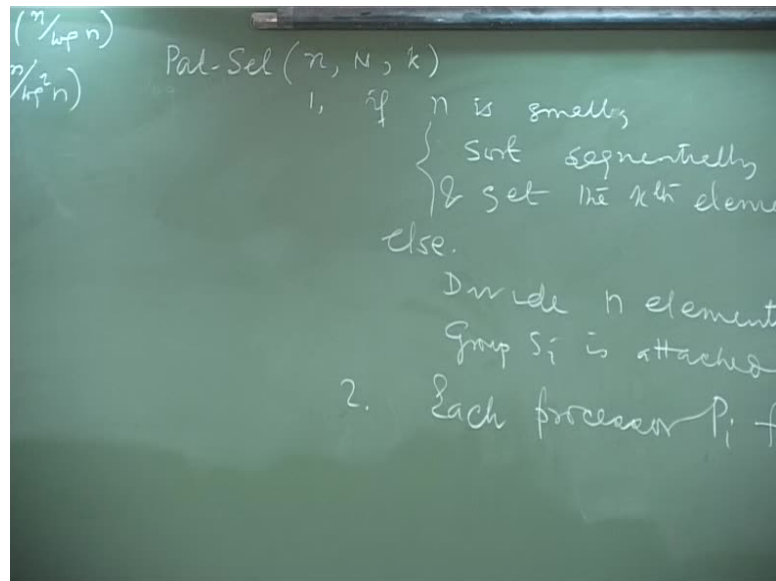 (n/log n)
n/log² n)
Pal-Sel (n, N, k)
1, if n is small,
{ Sort sequentially
& get the kth eleme
else.
Divide n element
Group Si is attached
2. Each processor Pi f